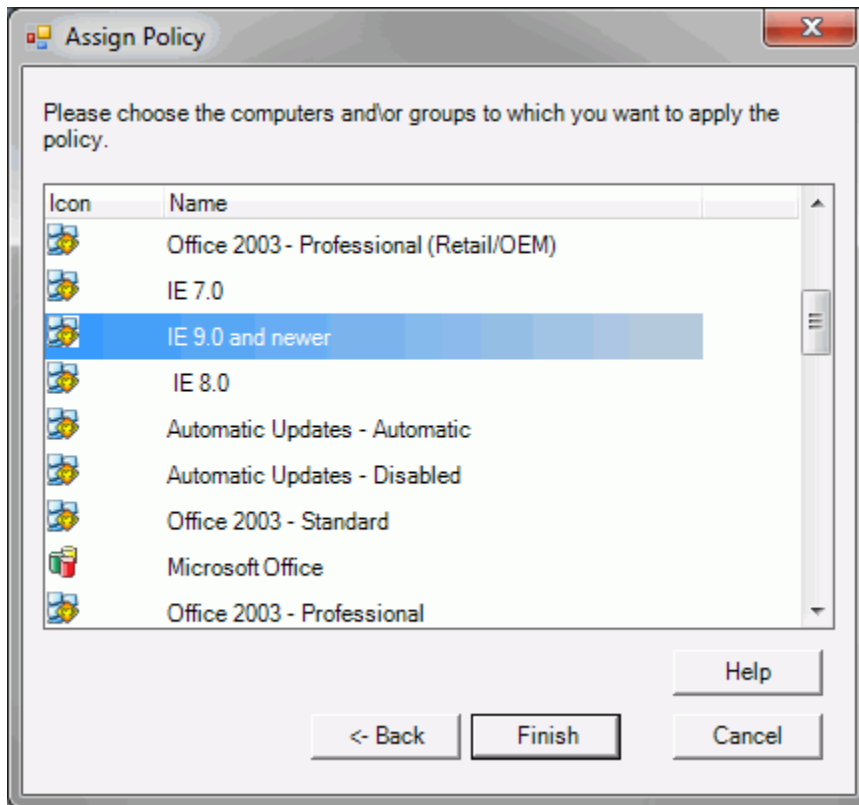 Assign Policy
Please choose the computers and\or groups to which you want to apply the
policy.
Icon Name
Office 2003 - Professional (Retail/OEM)
IE 7.0
IE 9.0 and newer
IE 8.0
Automatic Updates - Automatic
Automatic Updates - Disabled
Office 2003 - Standard
Microsoft Office
Office 2003 - Professional
Help
<- Back Finish Cancel